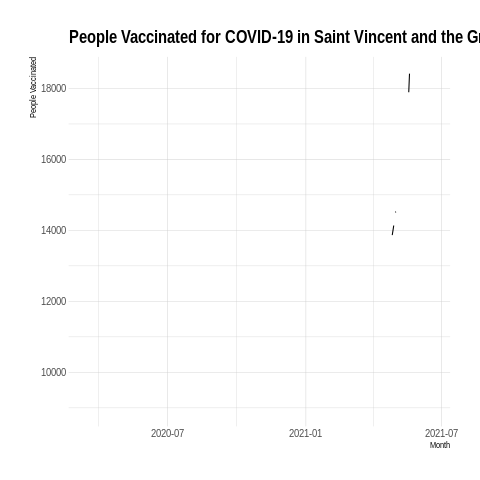 People Vaccinated for COVID-19 in Saint Vincent and the Gr
People Vaccinated
18000
16000
14000
12000
10000
2020-07
2021-01
2021-07
Month